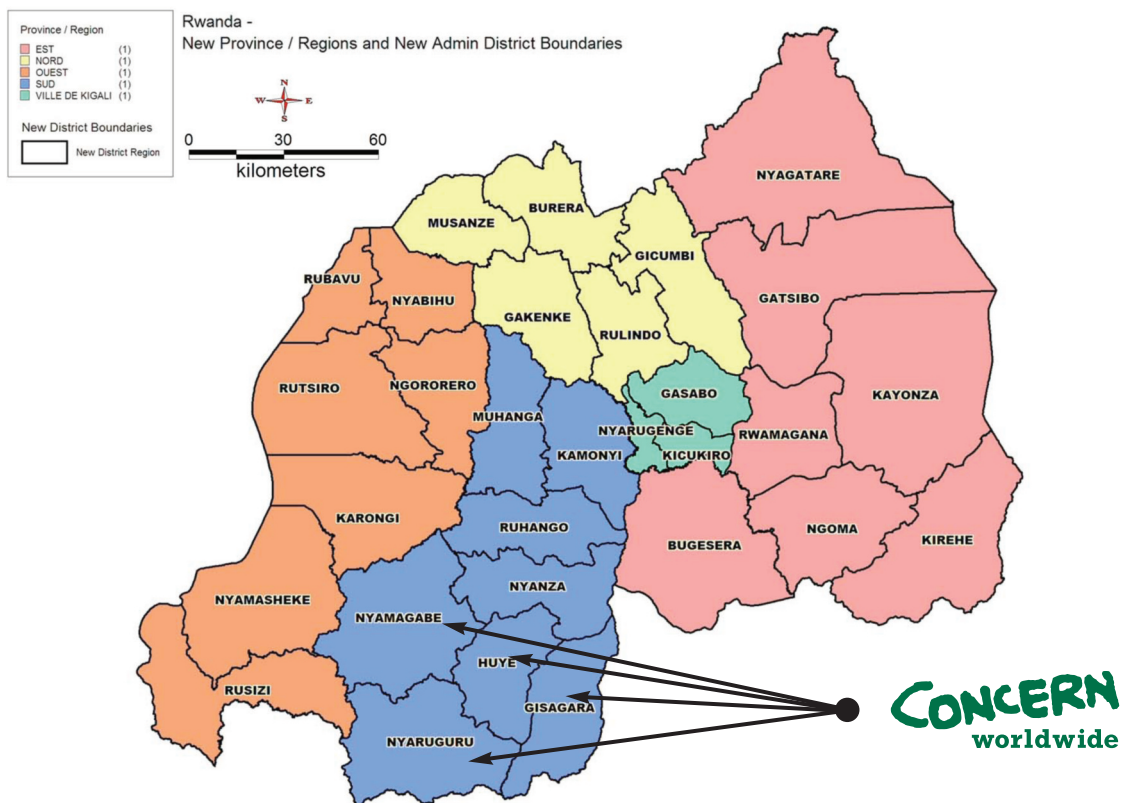 Province / Region
EST (1)
NORD (1)
OUEST (1)
SUD (1)
VILLE DE KIGALI (1)
New District Boundaries
New District Region
Rwanda -
New Province / Regions and New Admin District Boundaries
N
W E
S
0 30 60
kilometers
NYAGATARE
BURERA
MUSANZE
GICUMBI
RUBAVU
NYABIHU
GATSIBO
GAKENKE
RULINDO
RUTSIRO
NGORORERO
GASABO
KAYONZA
MUHANGA
NYARUGENGE
RWAMAGANA
KAMONYI
KICUKIRO
KARONGI
RUHANGO
NGOMA
BUGESERA
KIREHE
NYANZA
NYAMASHEKE
NYAMAGABE
HUYE
RUSIZI
GISAGARA
NYARUGURU
CONCERN
worldwide